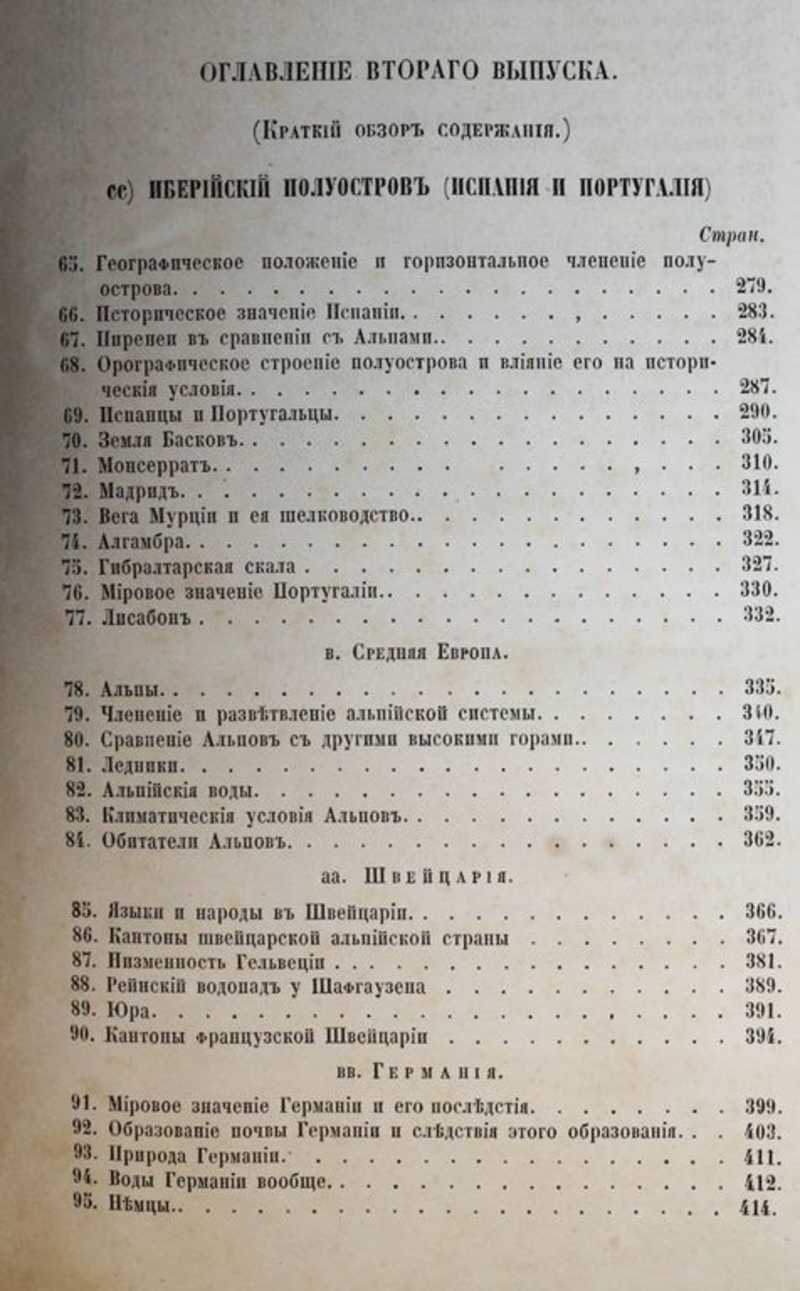 ОГЛАВЛЕНІЕ ВТОРАГО ВЫПУСКА.
(Краткій обзоръ содержанія.)
сс) ИБЕРІЙСКІЙ ПОЛУОСТРОВЪ (ИСПАНІЯ И ПОРТУГАЛІЯ)
Стран.
65. Географическое положеніе и горизонтальное члененіе полу-
острова. 279.
66. Историческое значеніе Испаніи. 283.
67. Пиренеи въ сравненіи съ Альпами. 284.
68. Орографическое строеніе полуострова и вліяніе его на истори-
ческія условія. 287.
69. Испанцы и Португальцы. 290.
70. Земля Басковъ. 305.
71. Монсерратъ. 310.
72. Мадридъ. 314.
73. Вега Мурціи и ея шелководство. 318.
74. Алгамбра. 322.
75. Гибралтарская скала 327.
76. Міровое значеніе Португаліи. 330.
77. Лисабонъ 332.
в. Средняя Европа.
78. Альпы. 335.
79. Члененіе и развѣтвленіе альпійской системы. 340.
80. Сравненіе Альповъ съ другими высокими горами. 347.
81. Ледники. 350.
82. Альпійскія воды. 355.
83. Климатическія условія Альповъ. 359.
84. Обитатели Альповъ. 362.
аа. Швейцарія.
85. Языки и народы въ Швейцаріи. 366.
86. Кантоны швейцарской альпійской страны 367.
87. Низменность Гельвеціи 381.
88. Рейнскій водопадъ у Шафгаузена 389.
89. Юра. 391.
90. Кантоны французской Швейцаріи 394.
вв. Германія.
91. Міровое значеніе Германіи и его послѣдстія. 399.
92. Образованіе почвы Германіи и слѣдствія этого образованія. 403.
93. Природа Германіи. 411.
94. Воды Германіи вообще. 412.
95. Нѣмцы. 414.